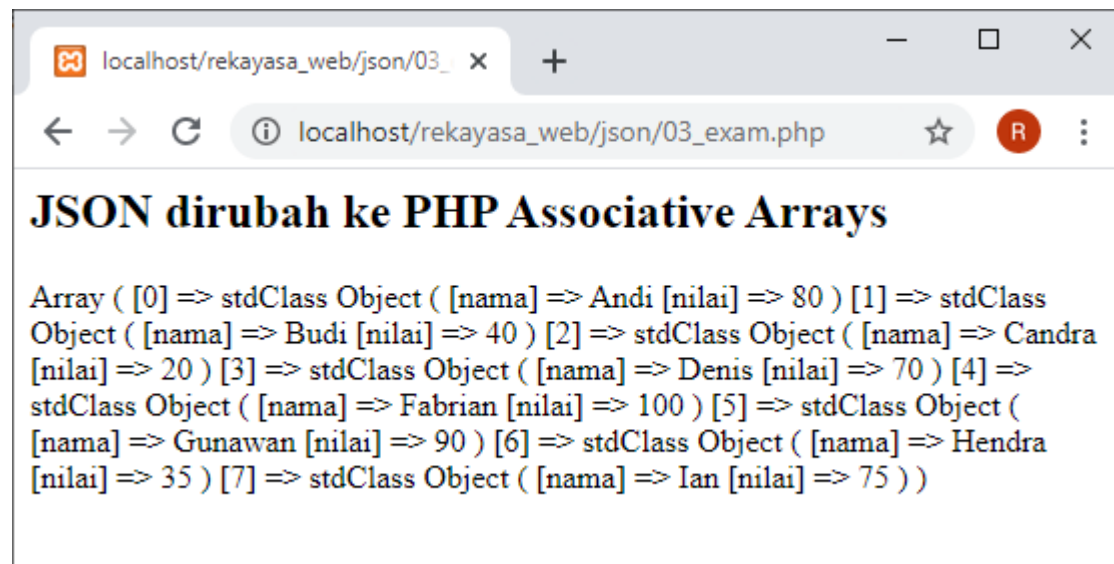 localhost/rekayasa_web/json/03_
localhost/rekayasa_web/json/03_exam.php
R
JSON dirubah ke PHP Associative Arrays
Array ( [0] => stdClass Object ( [nama] => Andi [nilai] => 80 ) [1] => stdClass
Object ( [nama] => Budi [nilai] => 40 ) [2] => stdClass Object ( [nama] => Candra
[nilai] => 20 ) [3] => stdClass Object ( [nama] => Denis [nilai] => 70 ) [4] =>
stdClass Object ( [nama] => Fabrian [nilai] => 100 ) [5] => stdClass Object (
[nama] => Gunawan [nilai] => 90 ) [6] => stdClass Object ( [nama] => Hendra
[nilai] => 35 ) [7] => stdClass Object ( [nama] => Ian [nilai] => 75 ) )